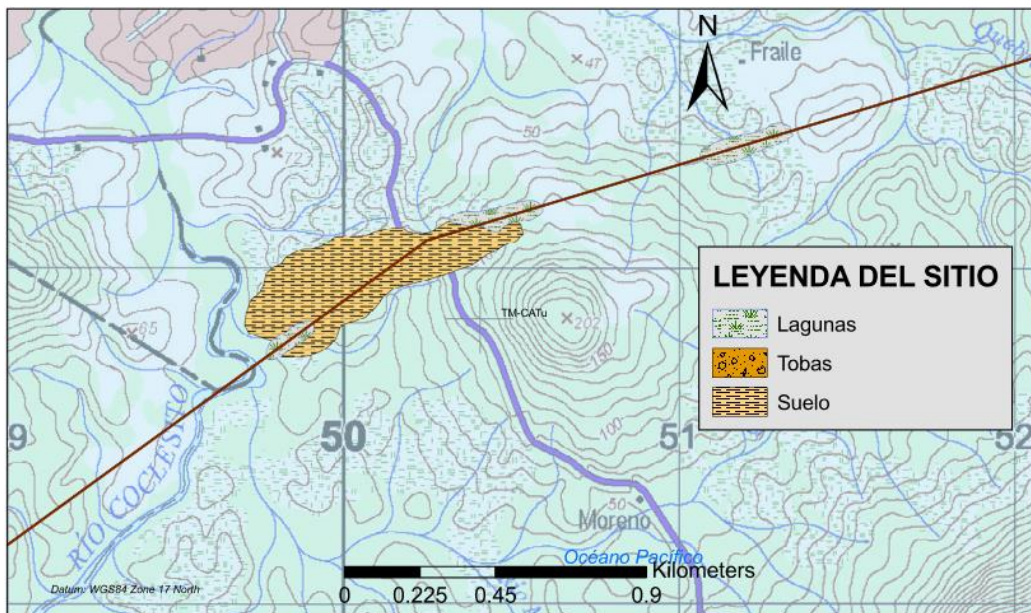 N
Fraile
Queb
47
72
50
LEYENDA DEL SITIO
Lagunas
Tobas
Suelo
TM-CATu
202
150
65
100
9
50
51
52
RÍO COCLESITO
50
Moreno
Océano Pacífico
Kilometers
Datum: WGS84 Zone 17 North
0 0.225 0.45 0.9